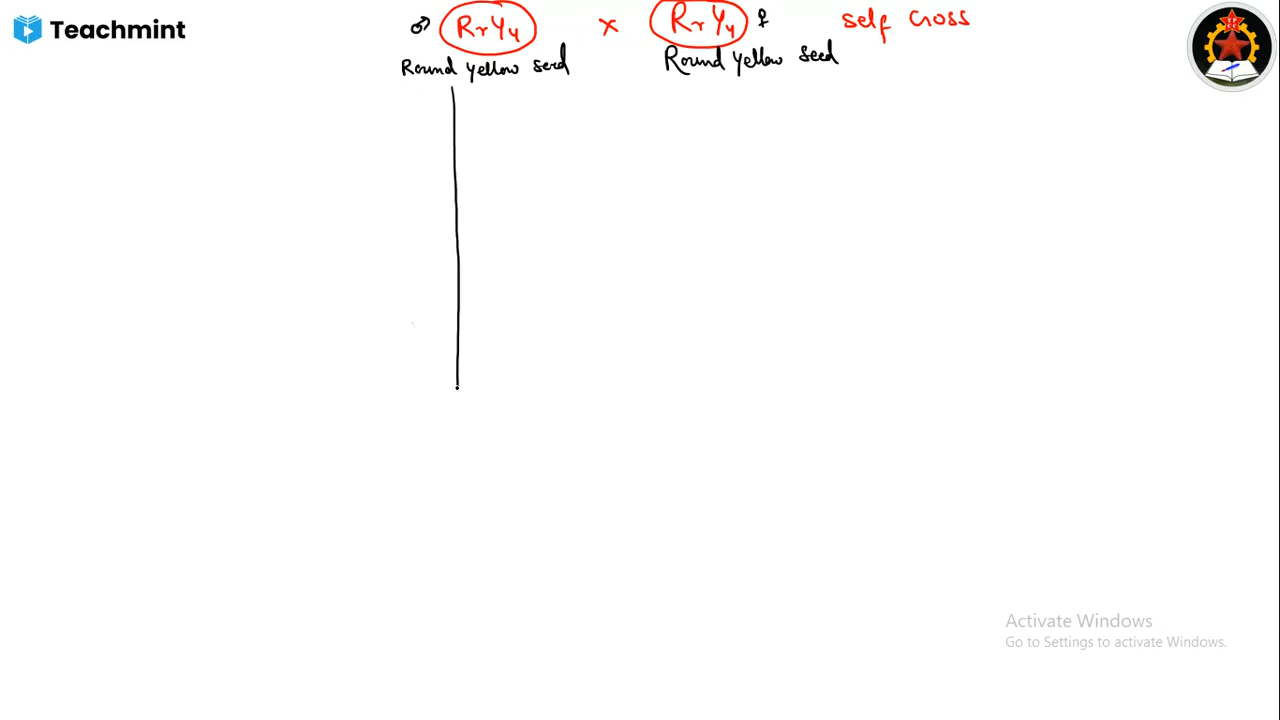 Teachmint
♂ RrYy × RrYy ♀ self cross
Round yellow seed Round yellow seed
Activate Windows
Go to Settings to activate Windows.